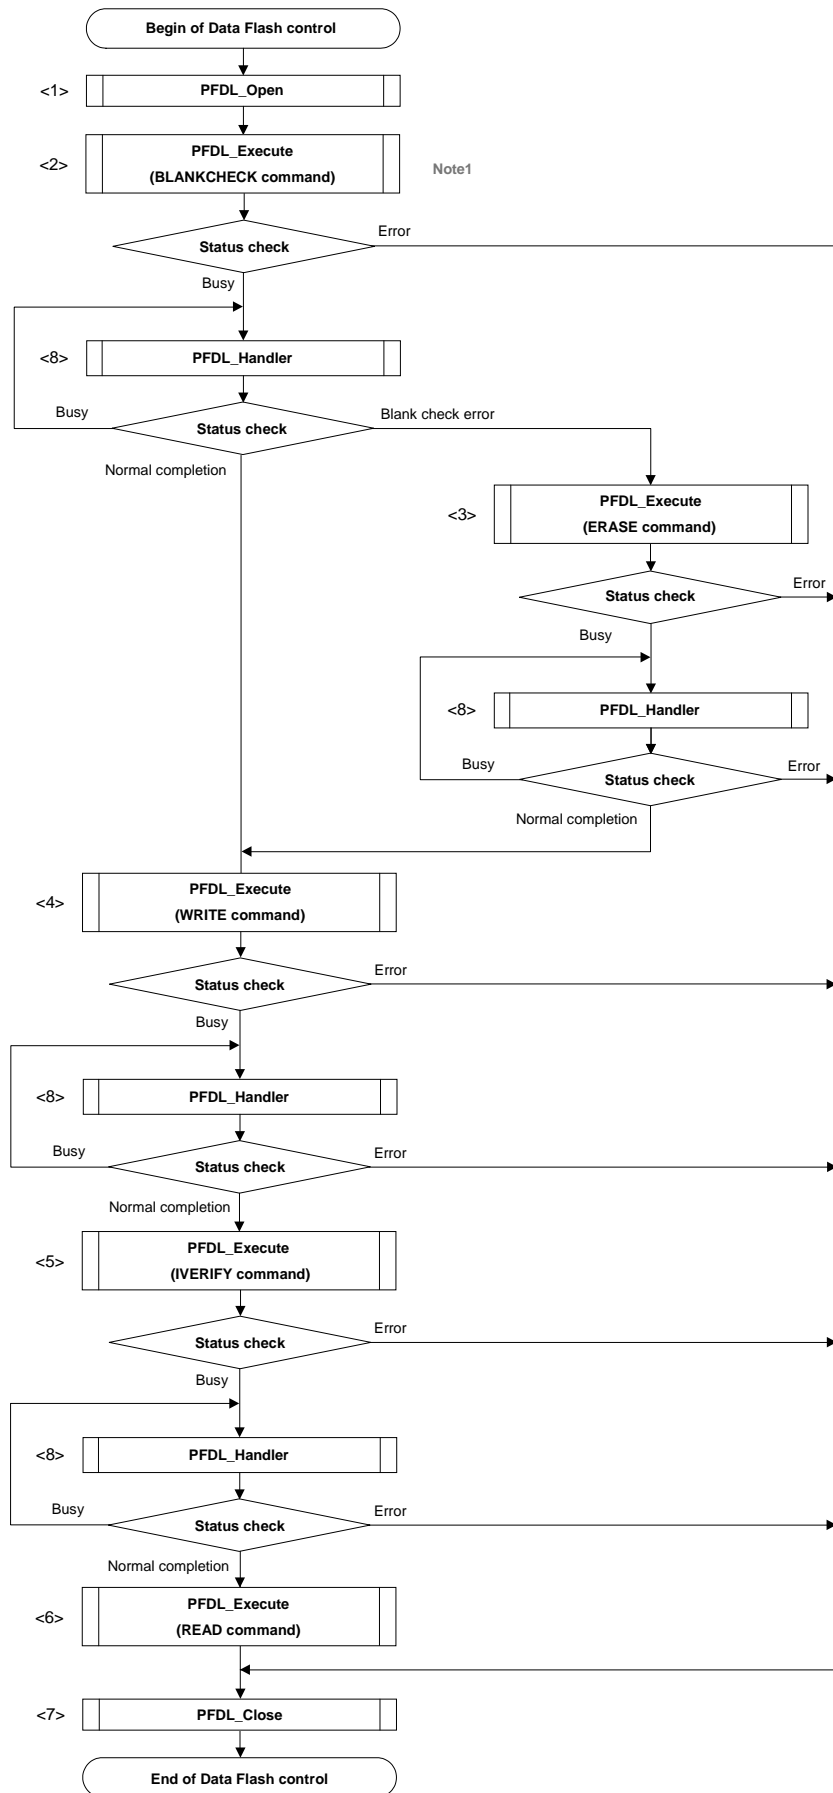 Begin of Data Flash control
<1>
PFDL_Open
<2>
PFDL_Execute
(BLANKCHECK command)
Note1
Status check
Error
Busy
<8>
PFDL_Handler
Busy
Status check
Blank check error
Normal completion
<3>
PFDL_Execute
(ERASE command)
Status check
Error
Busy
<8>
PFDL_Handler
Busy
Status check
Error
Normal completion
<4>
PFDL_Execute
(WRITE command)
Status check
Error
Busy
<8>
PFDL_Handler
Busy
Status check
Error
Normal completion
<5>
PFDL_Execute
(IVERIFY command)
Status check
Error
Busy
<8>
PFDL_Handler
Busy
Status check
Error
Normal completion
<6>
PFDL_Execute
(READ command)
<7>
PFDL_Close
End of Data Flash control